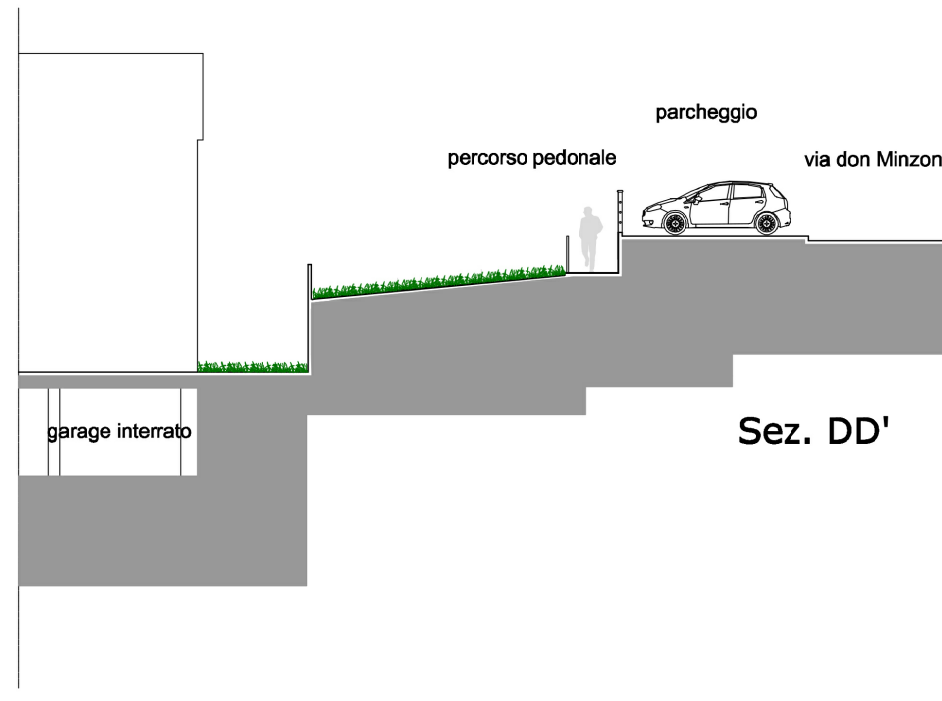 parcheggio
percorso pedonale
via don Minzon
garage interrato
Sez. DD'